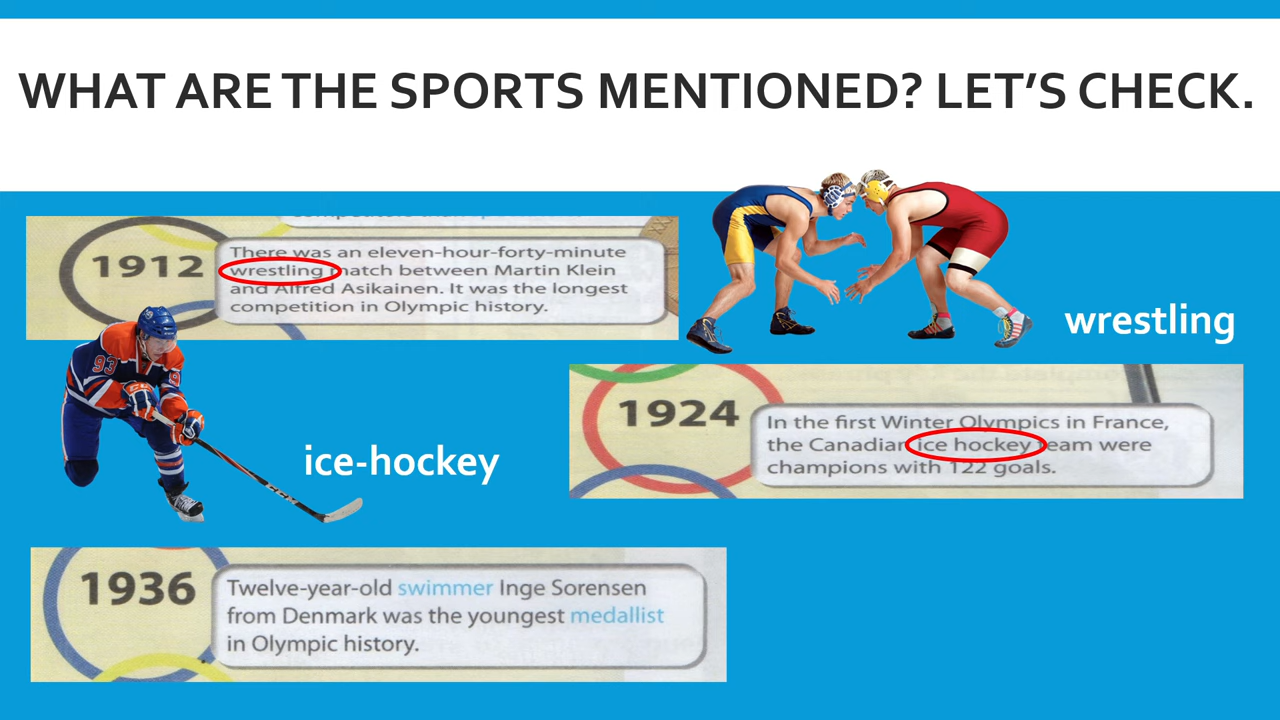 WHAT ARE THE SPORTS MENTIONED? LET'S CHECK.
1912
There was an eleven-hour-forty-minute
wrestling match between Martin Klein
and Alfred Asikainen. It was the longest
competition in Olympic history.
wrestling
93
ice-hockey
1924
In the first Winter Olympics in France,
the Canadian ice hockey team were
champions with 122 goals.
1936
Twelve-year-old swimmer Inge Sorensen
from Denmark was the youngest medallist
in Olympic history.